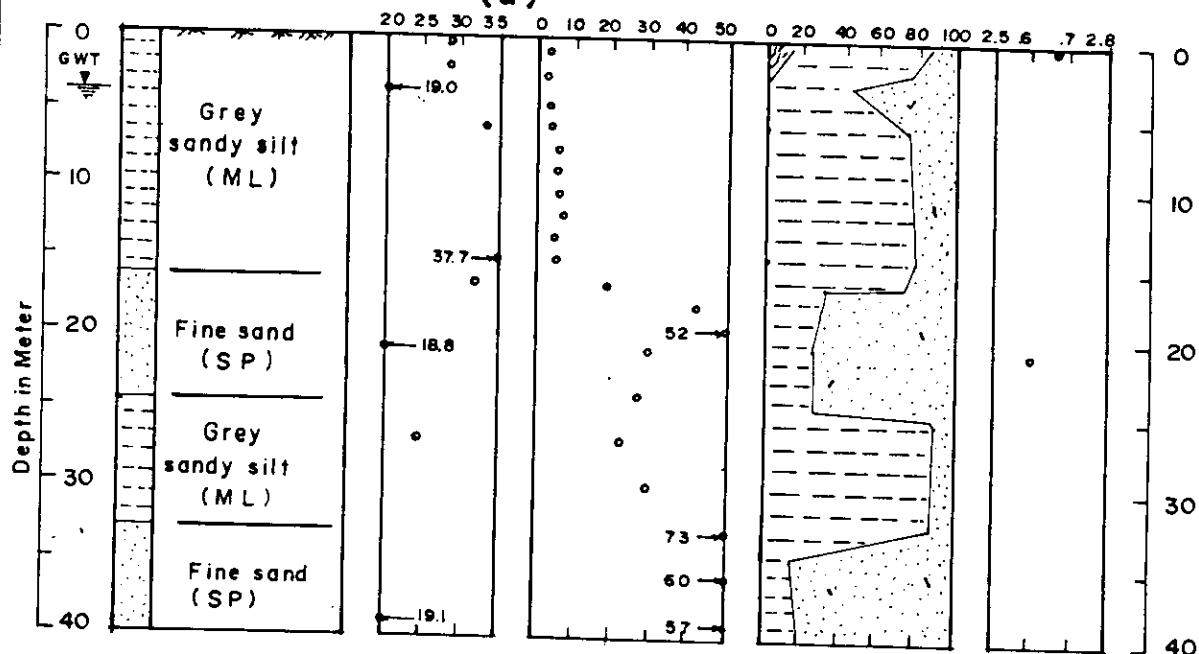 (a)
20 25 30 35 0 10 20 30 40 50 0 20 40 60 80 100 2.5 .6 .7 2.8
0
0
GWT
19.0
Grey
sandy silt
(ML)
10
10
37.7
Fine sand
(SP)
20
52
18.8
20
Grey
sandy silt
(ML)
30
30
73
Fine sand
(SP)
60
19.1
57
40
40
Depth in Meter